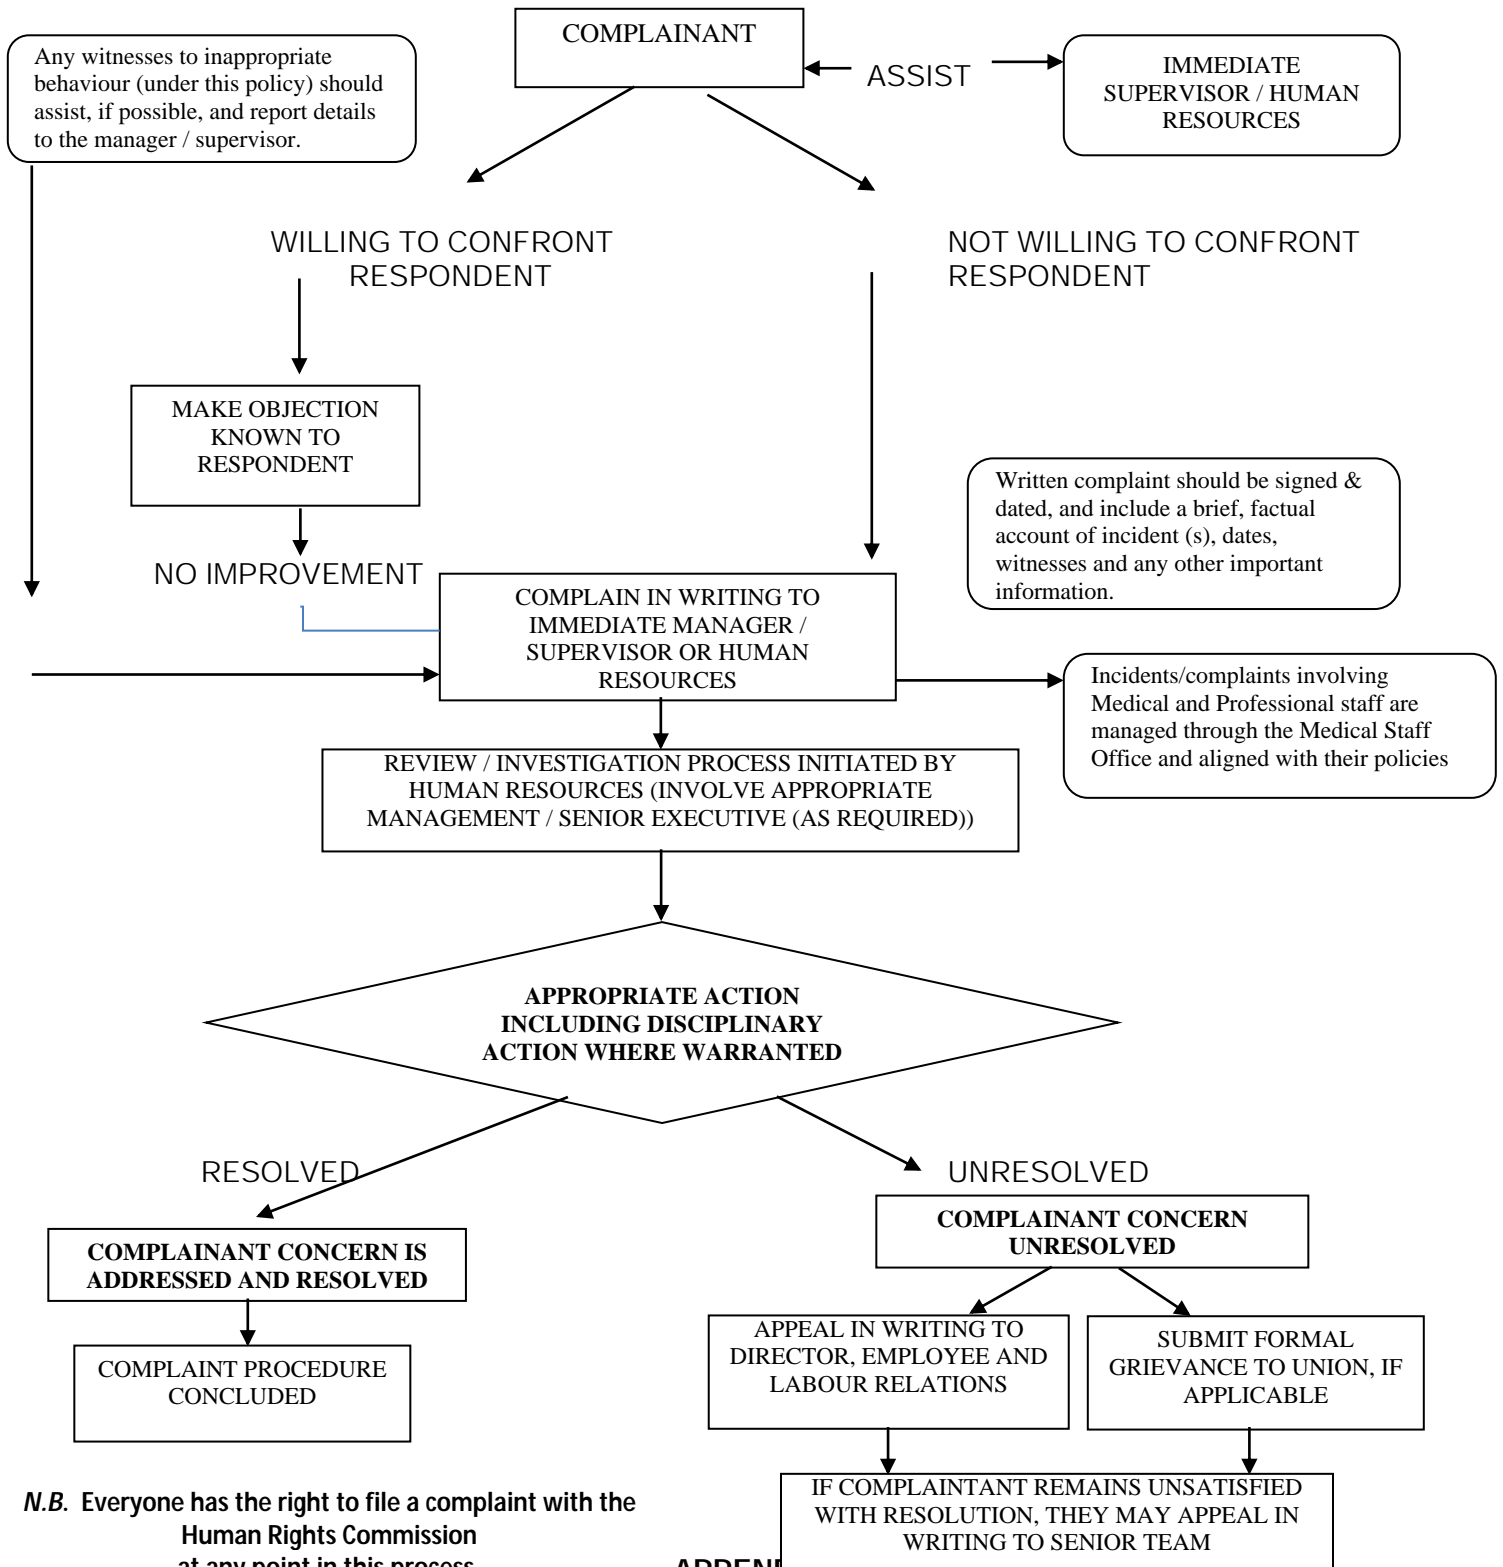 COMPLAINANT
Any witnesses to inappropriate
behaviour (under this policy) should
assist, if possible, and report details
to the manager / supervisor.
ASSIST
IMMEDIATE
SUPERVISOR / HUMAN
RESOURCES
WILLING TO CONFRONT
RESPONDENT
NOT WILLING TO CONFRONT
RESPONDENT
MAKE OBJECTION
KNOWN TO
RESPONDENT
Written complaint should be signed &
dated, and include a brief, factual
account of incident (s), dates,
witnesses and any other important
information.
NO IMPROVEMENT
COMPLAIN IN WRITING TO
IMMEDIATE MANAGER /
SUPERVISOR OR HUMAN
RESOURCES
Incidents/complaints involving
Medical and Professional staff are
managed through the Medical Staff
Office and aligned with their policies
REVIEW / INVESTIGATION PROCESS INITIATED BY
HUMAN RESOURCES (INVOLVE APPROPRIATE
MANAGEMENT / SENIOR EXECUTIVE (AS REQUIRED))
APPROPRIATE ACTION
INCLUDING DISCIPLINARY
ACTION WHERE WARRANTED
RESOLVED
UNRESOLVED
COMPLAINANT CONCERN IS
ADDRESSED AND RESOLVED
COMPLAINANT CONCERN
UNRESOLVED
COMPLAINT PROCEDURE
CONCLUDED
APPEAL IN WRITING TO
DIRECTOR, EMPLOYEE AND
LABOUR RELATIONS
SUBMIT FORMAL
GRIEVANCE TO UNION, IF
APPLICABLE
IF COMPLAINTANT REMAINS UNSATISFIED
WITH RESOLUTION, THEY MAY APPEAL IN
WRITING TO SENIOR TEAM
N.B. Everyone has the right to file a complaint with the
Human Rights Commission
at any point in this process